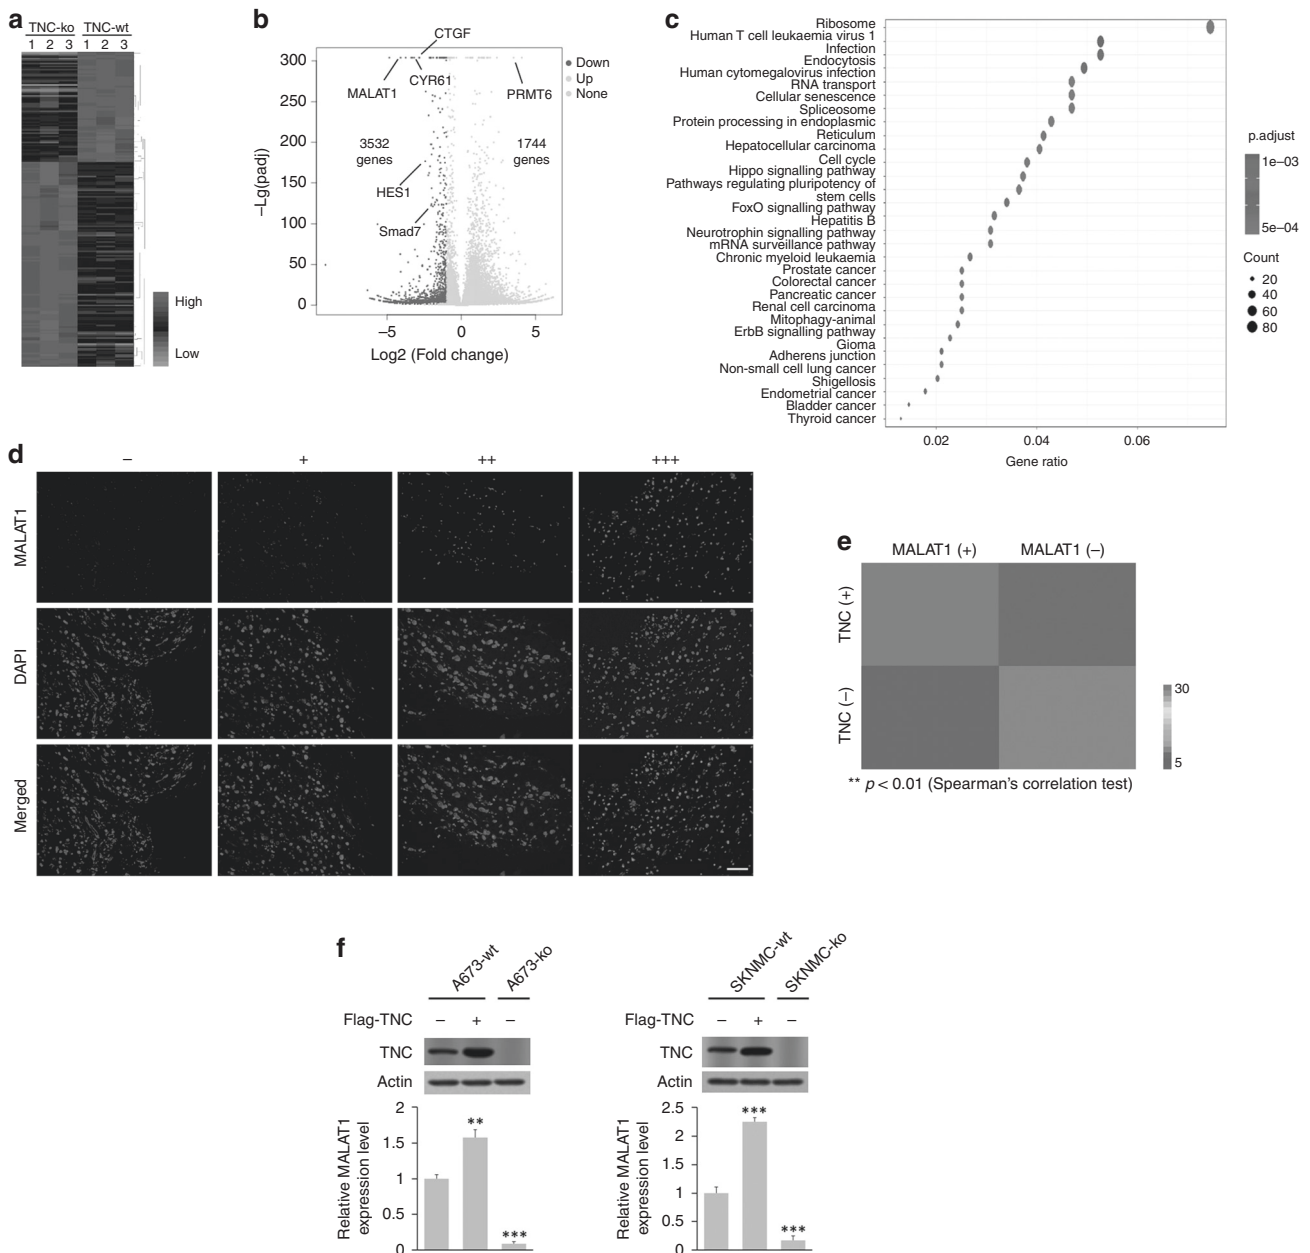 a
TNC-ko TNC-wt
1 2 3 1 2 3
High
Low
b
CTGF
300
250
200
150
100
50
0
–Lg(padj)
MALAT1
CYR61
PRMT6
Down
Up
None
3532
genes
1744
genes
HES1
Smad7
–5 0 5
Log2 (Fold change)
c
Ribosome
Human T cell leukaemia virus 1
Infection
Endocytosis
Human cytomegalovirus infection
RNA transport
Cellular senescence
Spliceosome
Protein processing in endoplasmic
Reticulum
Hepatocellular carcinoma
Cell cycle
Hippo signalling pathway
Pathways regulating pluripotency of
stem cells
FoxO signalling pathway
Hepatitis B
Neurotrophin signalling pathway
mRNA surveillance pathway
Chronic myeloid leukaemia
Prostate cancer
Colorectal cancer
Pancreatic cancer
Renal cell carcinoma
Mitophagy-animal
ErbB signalling pathway
Gioma
Adherens junction
Non-small cell lung cancer
Shigellosis
Endometrial cancer
Bladder cancer
Thyroid cancer
0.02 0.04 0.06
Gene ratio
p.adjust
1e–03
5e–04
Count
20
40
60
80
d
– + ++ +++
MALAT1
DAPI
Merged
e
MALAT1 (+) MALAT1 (–)
TNC (+)
TNC (–)
30
5
** p < 0.01 (Spearman's correlation test)
f
A673-wt A673-ko
Flag-TNC – + –
TNC
Actin
Relative MALAT1
expression level
2
1.5
1
0.5
0
**
***
SKNMC-wt SKNMC-ko
Flag-TNC – + –
TNC
Actin
Relative MALAT1
expression level
2.5
2
1.5
1
0.5
0
***
***